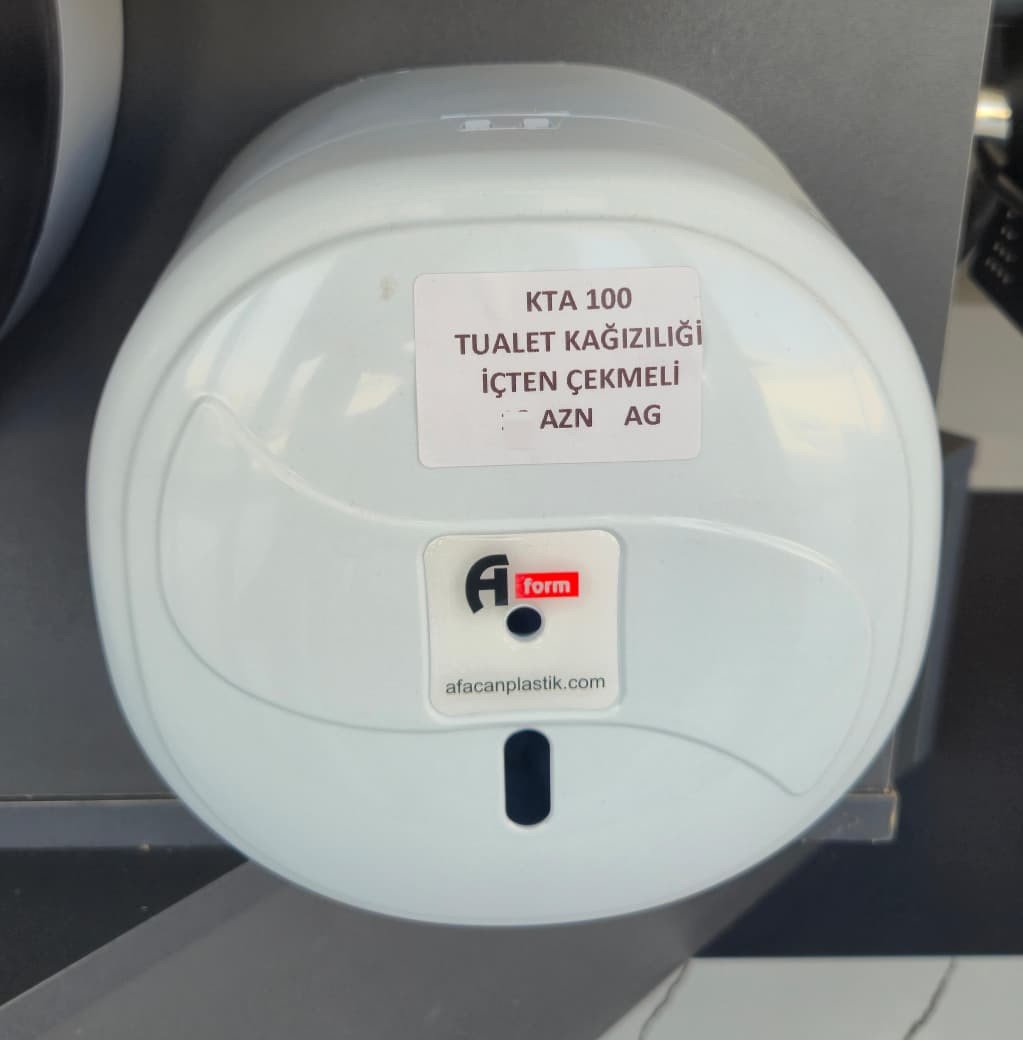 KTA 100
TUALET KAĞIZILIĞİ
İÇTEN ÇEKMELİ
AZN AG
form
afacanplastik.com